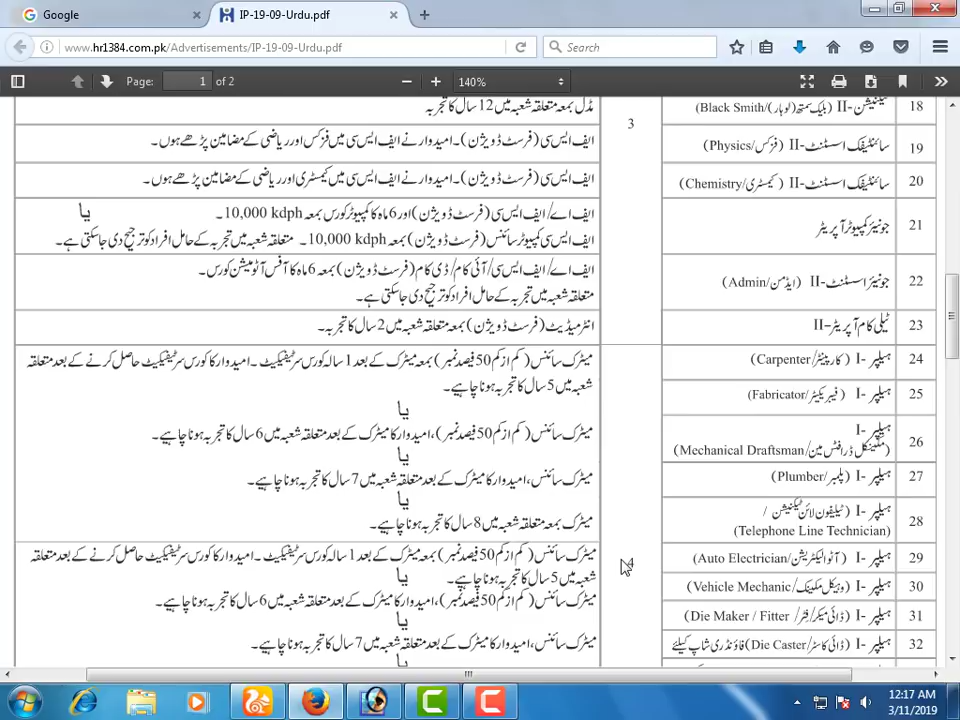 Google
IP-19-09-Urdu.pdf
www.hr1384.com.pk/Advertisements/IP-19-09-Urdu.pdf
Search
Page: 1 of 2
140%
18 ٹیکنیشن-II (بلیک سمتھ (لوہار)/Black Smith)
مڈل بمعہ متعلقہ شعبہ میں 12 سال کا تجربہ
3
19 سائنٹیفک اسسٹنٹ-II (فزکس/Physics)
ایف ایس سی (فرسٹ ڈویژن)۔ امیدوار نے ایف ایس سی میں فزکس اور ریاضی کے مضامین پڑھے ہوں۔
20 سائنٹیفک اسسٹنٹ-II (کیمسٹری/Chemistry)
ایف ایس سی (فرسٹ ڈویژن)۔ امیدوار نے ایف ایس سی میں کیمسٹری اور ریاضی کے مضامین پڑھے ہوں۔
21 جونیئر کمپیوٹر آپریٹر
ایف اے/ ایف ایس سی (فرسٹ ڈویژن) اور 6 ماہ کا کمپیوٹر کورس بمعہ 10,000 kdph۔ یا
ایف ایس سی کمپیوٹر سائنس (فرسٹ ڈویژن) بمعہ 10,000 kdph۔ متعلقہ شعبہ میں تجربہ کے حامل افراد کو ترجیح دی جاسکتی ہے۔
22 جونیئر اسسٹنٹ-II (ایڈمن/Admin)
ایف اے/ ایف ایس سی/ آئی کام/ ڈی کام (فرسٹ ڈویژن) بمعہ 6 ماہ کا آفس آٹومیشن کورس۔
متعلقہ شعبہ میں تجربہ کے حامل افراد کو ترجیح دی جاسکتی ہے۔
23 ٹیلی کام آپریٹر-II
انٹرمیڈیٹ (فرسٹ ڈویژن) بمعہ متعلقہ شعبہ میں 2 سال کا تجربہ۔
24 ہیلپر-I (کارپینٹر/Carpenter)
25 ہیلپر-I (فیبریکیٹر/Fabricator)
26 ہیلپر-I
(مکینیکل ڈرافٹس مین/Mechanical Draftsman)
27 ہیلپر-I (پلمبر/Plumber)
28 ہیلپر-I (ٹیلیفون لائن ٹیکنیشن/
Telephone Line Technician)
میٹرک سائنس (کم از کم 50 فیصد نمبر) بمعہ میٹرک کے بعد 1 سالہ کورس سرٹیفیکیٹ۔ امیدوار کا کورس سرٹیفیکیٹ حاصل کرنے کے بعد متعلقہ
شعبہ میں 5 سال کا تجربہ ہونا چاہیے۔
یا
میٹرک سائنس (کم از کم 50 فیصد نمبر)، امیدوار کا میٹرک کے بعد متعلقہ شعبہ میں 6 سال کا تجربہ ہونا چاہیے۔
یا
میٹرک سائنس، امیدوار کا میٹرک کے بعد متعلقہ شعبہ میں 7 سال کا تجربہ ہونا چاہیے۔
یا
میٹرک بمعہ متعلقہ شعبہ میں 8 سال کا تجربہ ہونا چاہیے۔
4
29 ہیلپر-I (آٹو الیکٹریشن/Auto Electrician)
30 ہیلپر-I (وہیکل مکینک/Vehicle Mechanic)
31 ہیلپر-I (ڈائی میکر/فٹر/Die Maker / Fitter)
32 ہیلپر-I (ڈائی کاسٹر/Die Caster) فاؤنڈری شاپ کیلئے
میٹرک سائنس (کم از کم 50 فیصد نمبر) بمعہ میٹرک کے بعد 1 سالہ کورس سرٹیفیکیٹ۔ امیدوار کا کورس سرٹیفیکیٹ حاصل کرنے کے بعد متعلقہ
شعبہ میں 5 سال کا تجربہ ہونا چاہیے۔ یا
میٹرک سائنس (کم از کم 50 فیصد نمبر)، امیدوار کا میٹرک کے بعد متعلقہ شعبہ میں 6 سال کا تجربہ ہونا چاہیے۔
یا
میٹرک سائنس، امیدوار کا میٹرک کے بعد متعلقہ شعبہ میں 7 سال کا تجربہ ہونا چاہیے۔
یا
12:17 AM
3/11/2019